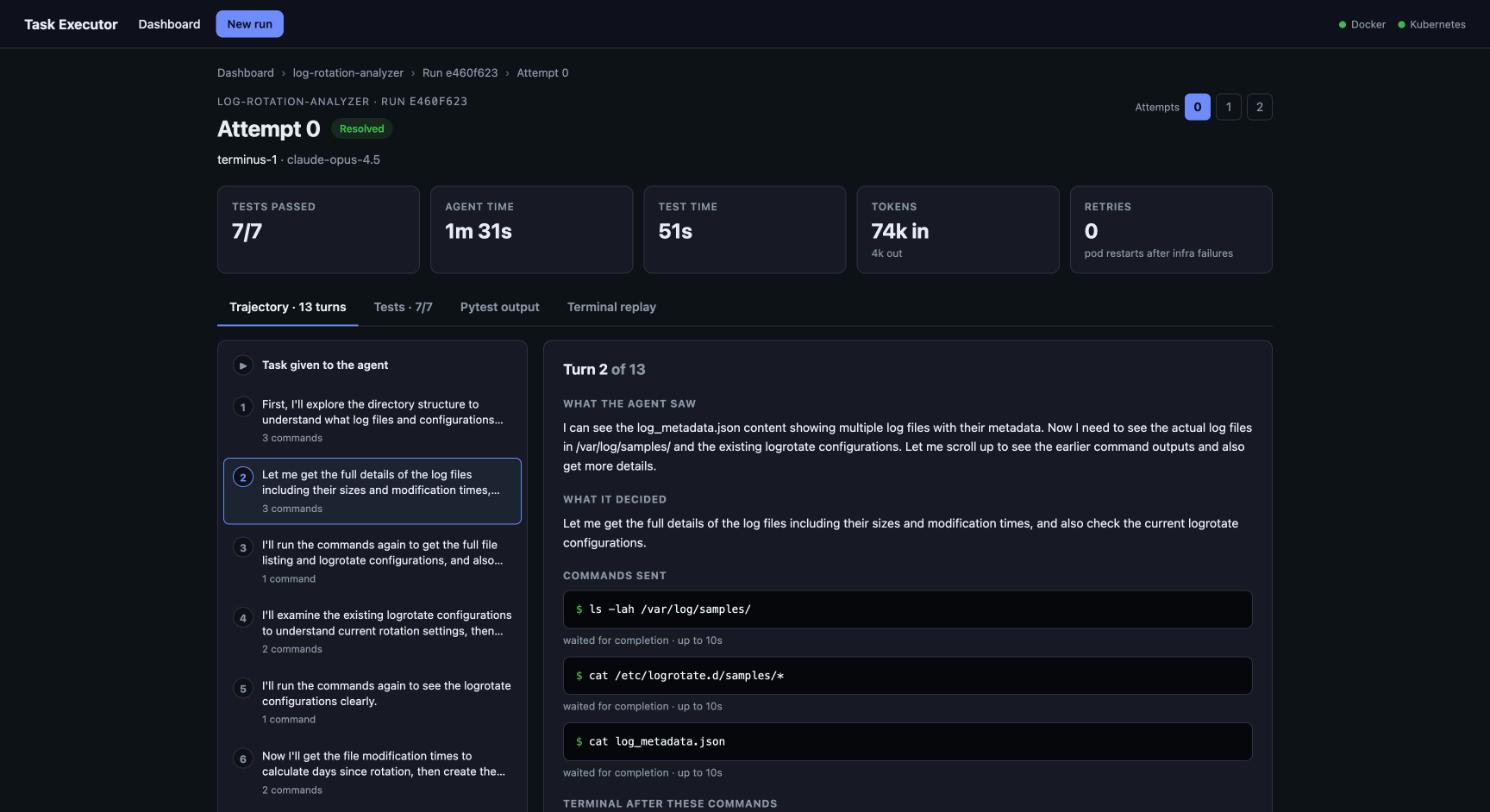 Task Executor Dashboard New run Docker Kubernetes
Dashboard › log-rotation-analyzer › Run e460f623 › Attempt 0
LOG-ROTATION-ANALYZER · RUN E460F623
Attempts 0 1 2
Attempt 0 Resolved
terminus-1 · claude-opus-4.5
TESTS PASSED
7/7
AGENT TIME
1m 31s
TEST TIME
51s
TOKENS
74k in
4k out
RETRIES
0
pod restarts after infra failures
Trajectory · 13 turns Tests · 7/7 Pytest output Terminal replay
Task given to the agent
1 First, I'll explore the directory structure to
understand what log files and configurations…
3 commands
2 Let me get the full details of the log files
including their sizes and modification times,…
3 commands
3 I'll run the commands again to get the full file
listing and logrotate configurations, and also…
1 command
4 I'll examine the existing logrotate configurations
to understand current rotation settings, then…
2 commands
5 I'll run the commands again to see the logrotate
configurations clearly.
1 command
6 Now I'll get the file modification times to
calculate days since rotation, then create the…
2 commands
Turn 2 of 13
WHAT THE AGENT SAW
I can see the log_metadata.json content showing multiple log files with their metadata. Now I need to see the actual log files
in /var/log/samples/ and the existing logrotate configurations. Let me scroll up to see the earlier command outputs and also
get more details.
WHAT IT DECIDED
Let me get the full details of the log files including their sizes and modification times, and also check the current logrotate
configurations.
COMMANDS SENT
$ ls -lah /var/log/samples/
waited for completion · up to 10s
$ cat /etc/logrotate.d/samples/*
waited for completion · up to 10s
$ cat log_metadata.json
waited for completion · up to 10s
TERMINAL AFTER THESE COMMANDS